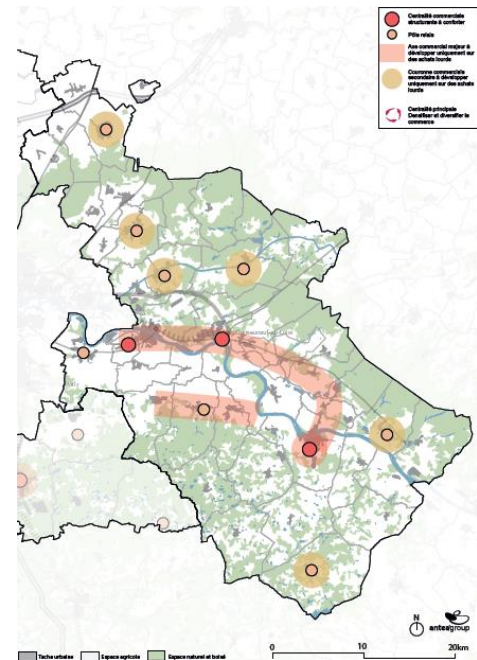 Centralité commerciale
structurante à conforter
Pôle relais
Axe commercial majeur à
développer uniquement sur
des achats lourds
Couronne commerciale
secondaire à développer
uniquement sur des achats
lourds
Centralité principale
Densifier et diversifier le
commerce
N
anteagroup
Tache urbaine
Espace agricole
Espace naturel et boisé
0
10
20km